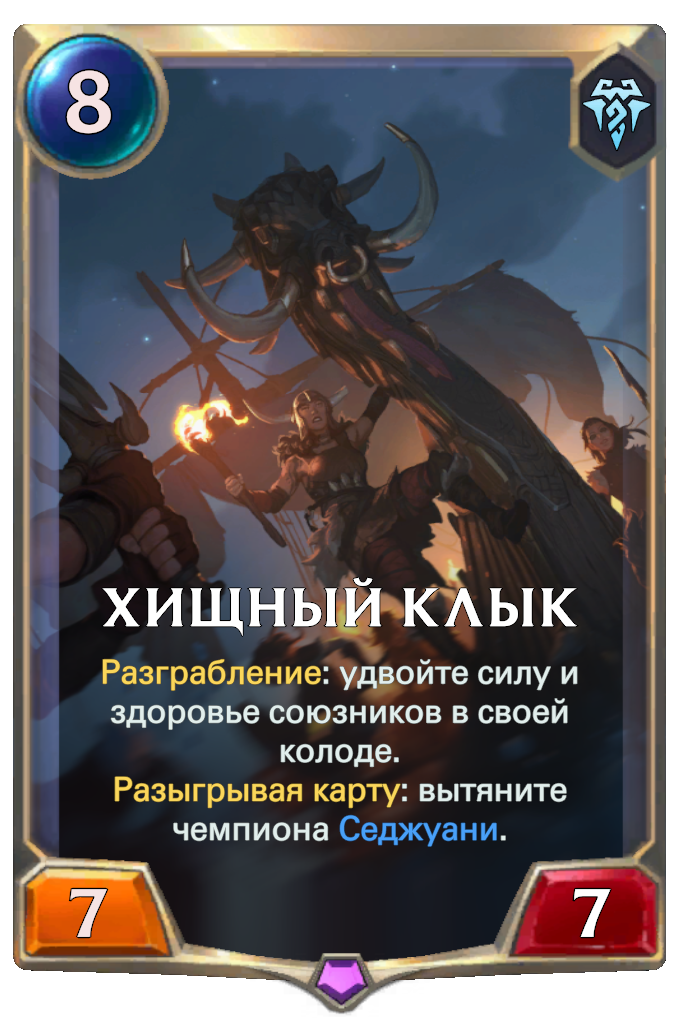 8
ХИЩНЫЙ КЛЫК
Разграбление: удвойте силу и
здоровье союзников в своей
колоде.
Разыгрывая карту: вытяните
чемпиона Седжуани.
7
7